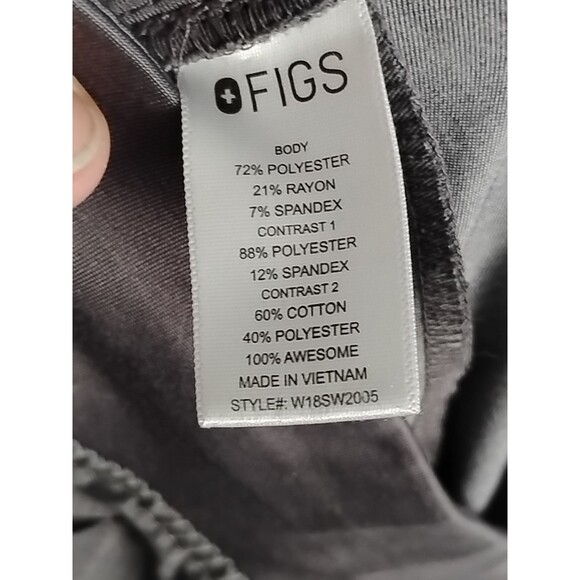 FIGS
BODY
72% POLYESTER
21% RAYON
7% SPANDEX
CONTRAST 1
88% POLYESTER
12% SPANDEX
CONTRAST 2
60% COTTON
40% POLYESTER
100% AWESOME
MADE IN VIETNAM
STYLE#: W18SW2005